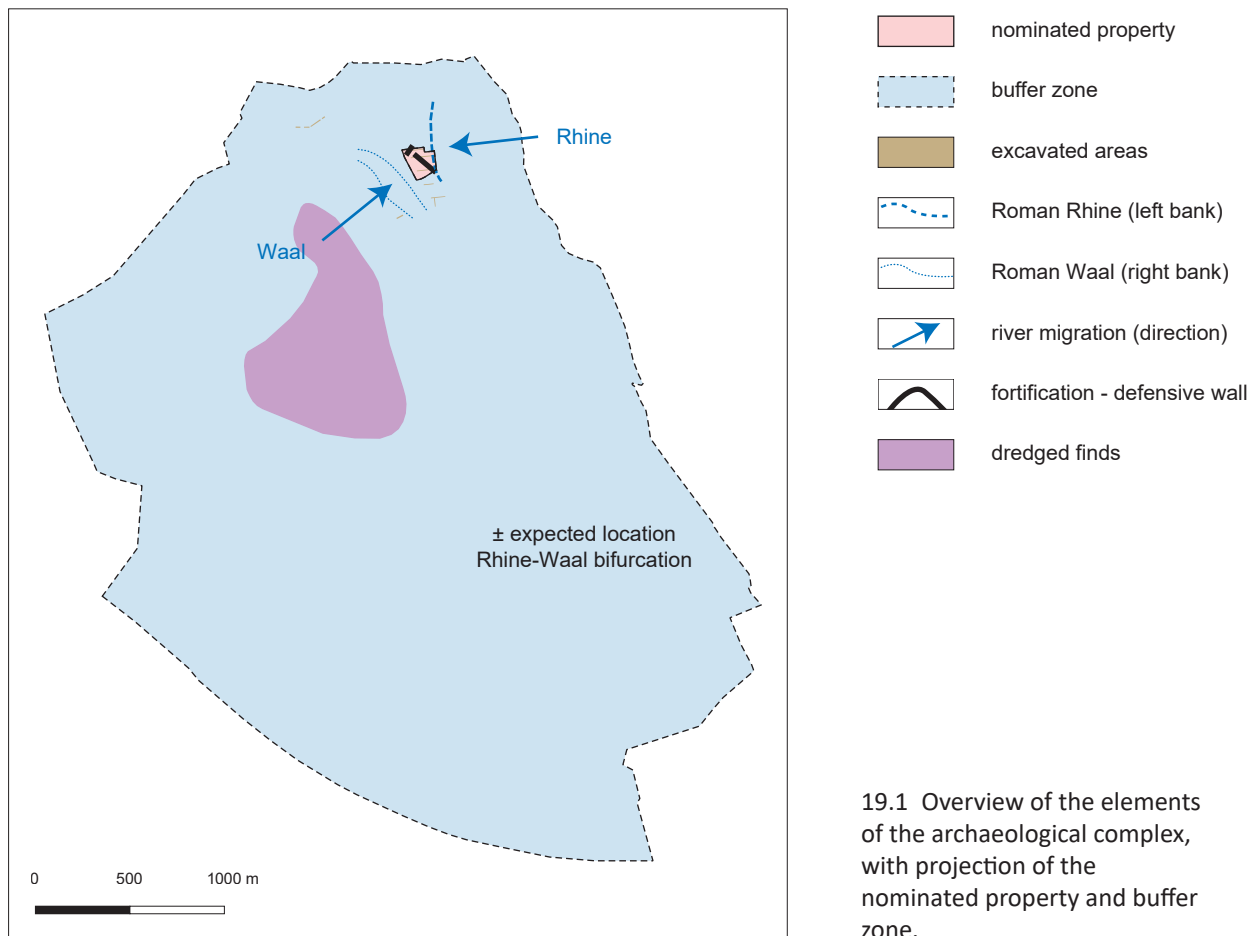 nominated property
buffer zone
excavated areas
Roman Rhine (left bank)
Roman Waal (right bank)
river migration (direction)
fortification - defensive wall
dredged finds
Rhine
Waal
± expected location
Rhine-Waal bifurcation
0 500 1000 m
19.1 Overview of the elements
of the archaeological complex,
with projection of the
nominated property and buffer
zone.